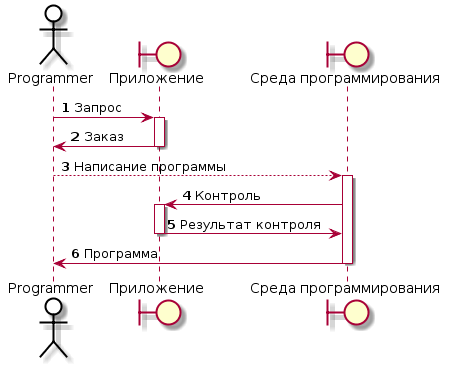 Programmer Приложение Среда программирования
1 Запрос
2 Заказ
3 Написание программы
4 Контроль
5 Результат контроля
6 Программа
Programmer Приложение Среда программирования